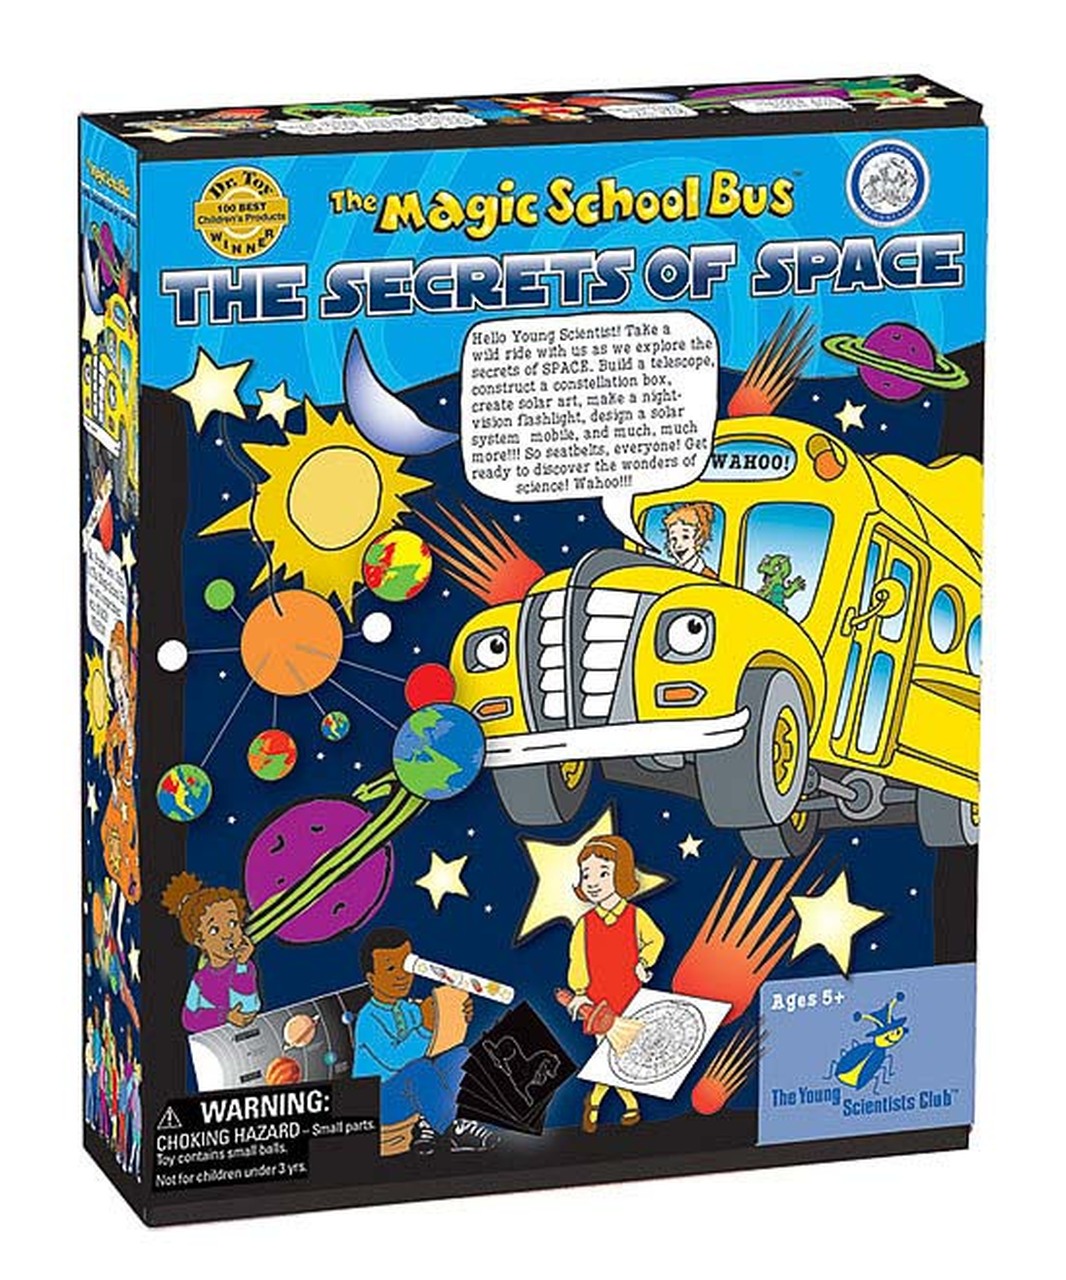 Dr. Toy
100 BEST
Children's Products
WINNER
The Magic School Bus™
THE SECRETS OF SPACE
Hello Young Scientist! Take a
wild ride with us as we explore the
secrets of SPACE. Build a telescope,
construct a constellation box,
create solar art, make a night-
vision flashlight, design a solar
system mobile, and much, much
more!!! So seatbelts, everyone! Get
ready to discover the wonders of
science! Wahoo!!!
WAHOO!
Ages 5+
The Young
Scientists Club™
WARNING:
CHOKING HAZARD – Small parts.
Toy contains small balls.
Not for children under 3 yrs.